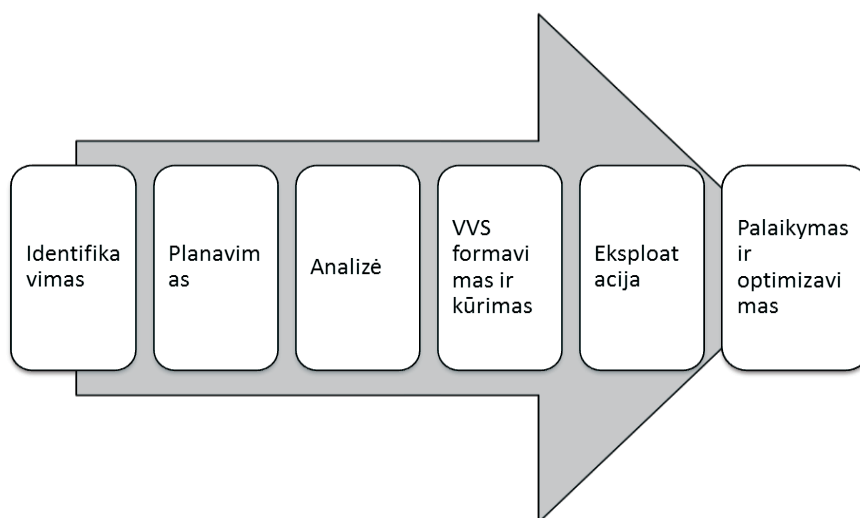 Identifika
vimas
Planavim
as
Analizė
VVS
formavi
mas ir
kūrimas
Eksploat
acija
Palaikymas
ir
optimizavi
mas